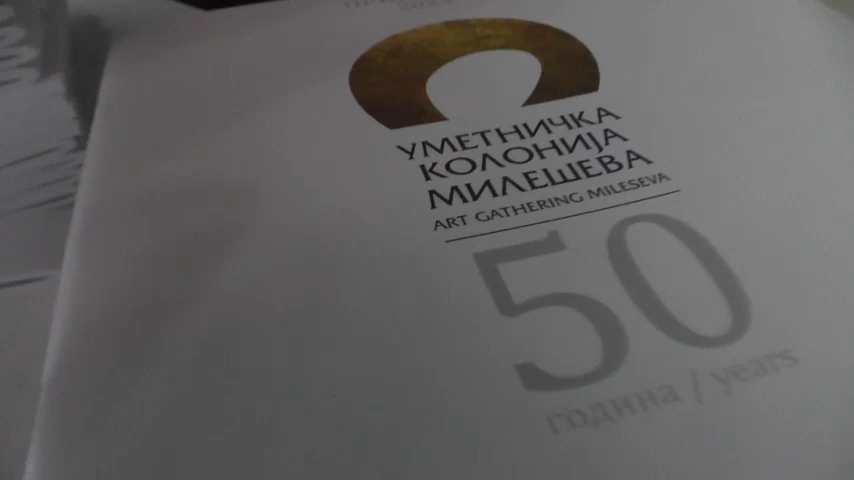 УМЕТНИЧКА
КОЛОНИЈА
МИЛЕШЕВА
ART GATHERING MILESEVA
50
година / years